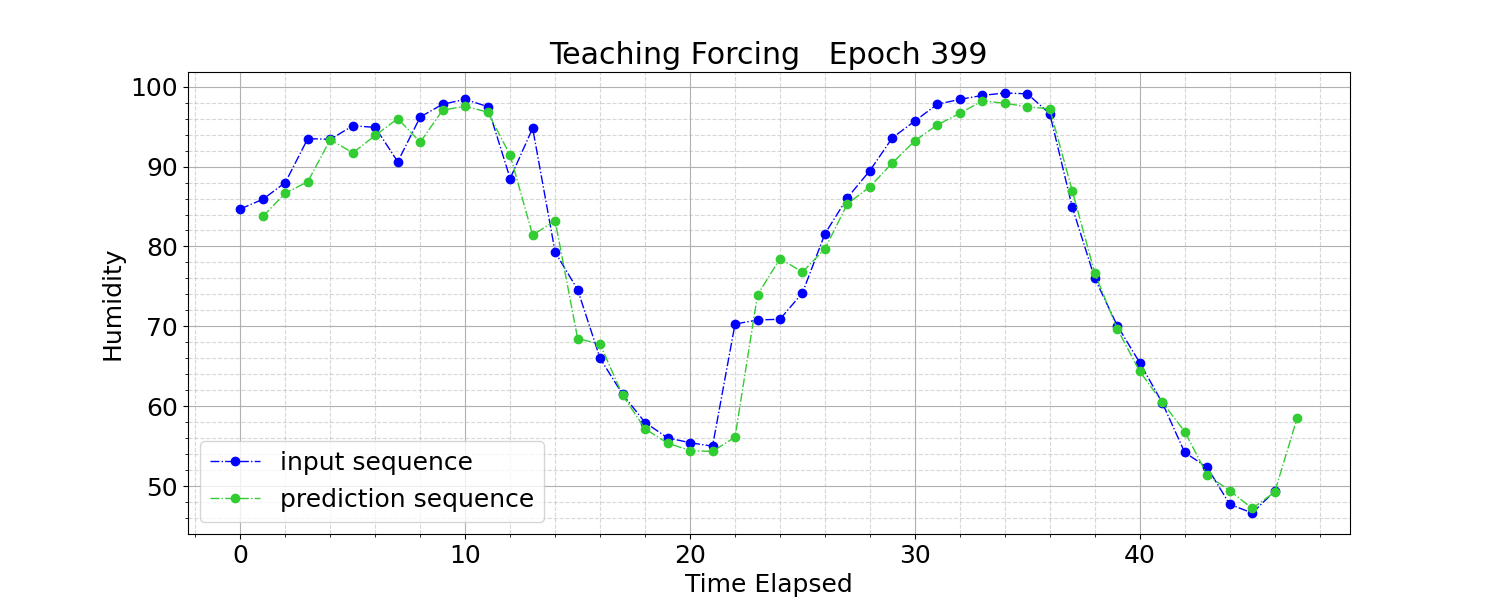 Teaching Forcing   Epoch 399
100
90
80
70
60
50
Humidity
input sequence
prediction sequence
0 10 20 30 40
Time Elapsed